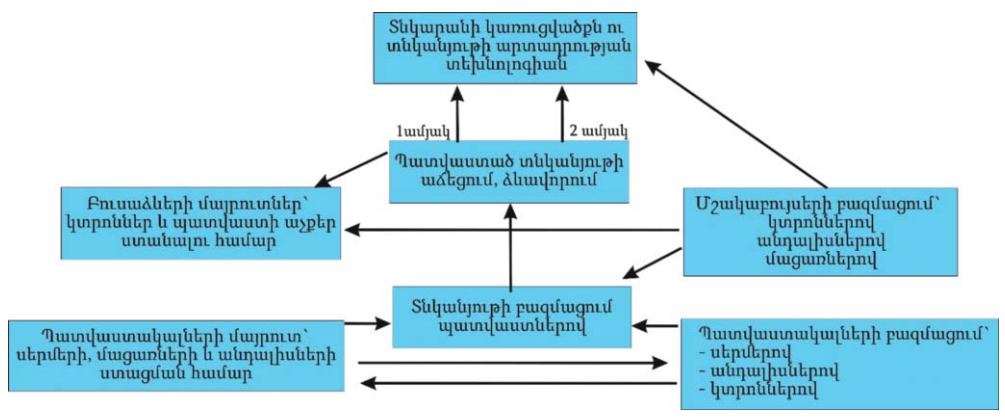 Տնկարանի կառուցվածքն ու
տնկանյութի արտադրության
տեխնոլոգիան
1ամյակ
2 ամյակ
Պատվաստած տնկանյութի
աճեցում, ձևավորում
Բուսաձևերի մայրուտներ՝
կտրոններ և պատվաստի աչքեր
ստանալու համար
Մշակաբույսերի բազմացում՝
կտրոններով
անդալիսներով
մացառներով
Տնկանյութի բազմացում
պատվաստներով
Պատվաստակալների մայրուտ՝
սերմերի, մացառների և անդալիսների
ստացման համար
Պատվաստակալների բազմացում՝
- սերմերով
- անդալիսներով
- կտրոններով